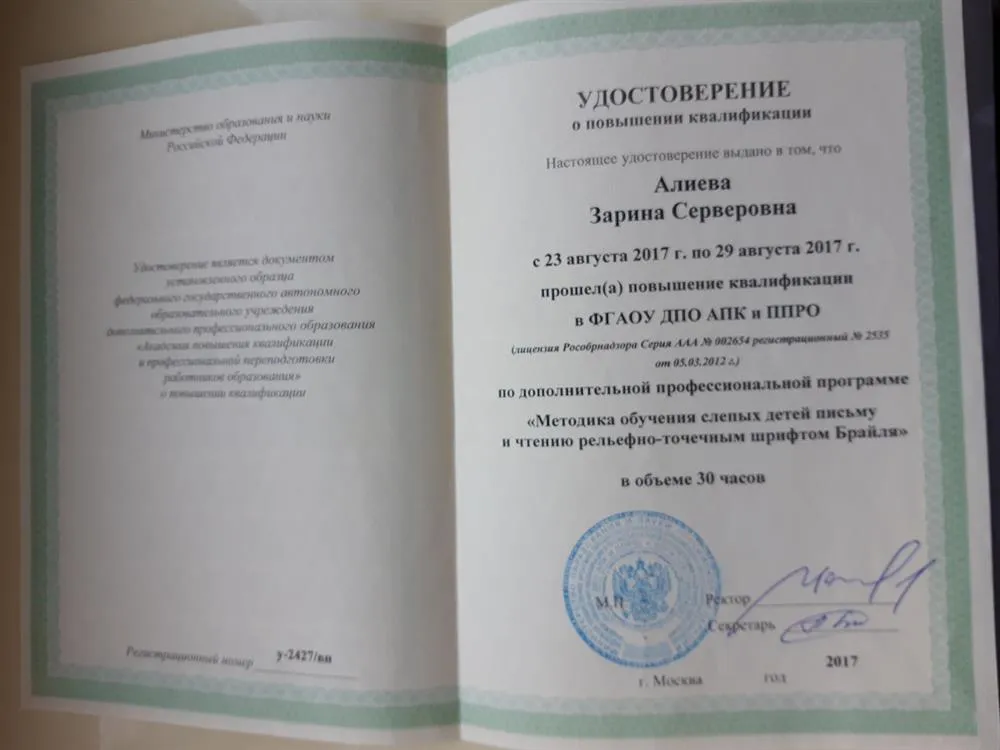 Министерство образования и науки
Российской Федерации
Удостоверение является документом
установленного образца
федерального государственного автономного
образовательного учреждения
дополнительного профессионального образования
«Академия повышения квалификации
и профессиональной переподготовки
работников образования»
о повышении квалификации
Регистрационный номер у-2427/вн
УДОСТОВЕРЕНИЕ
о повышении квалификации
Настоящее удостоверение выдано в том, что
Алиева
Зарина Серверовна
с 23 августа 2017 г. по 29 августа 2017 г.
прошел(а) повышение квалификации
в ФГАОУ ДПО АПК и ППРО
(лицензия Рособрнадзора Серия ААА № 002654 регистрационный № 2535
от 05.03.2012 г.)
по дополнительной профессиональной программе
«Методика обучения слепых детей письму
и чтению рельефно-точечным шрифтом Брайля»
в объеме 30 часов
М.П.
Ректор
Секретарь
2017
г. Москва год